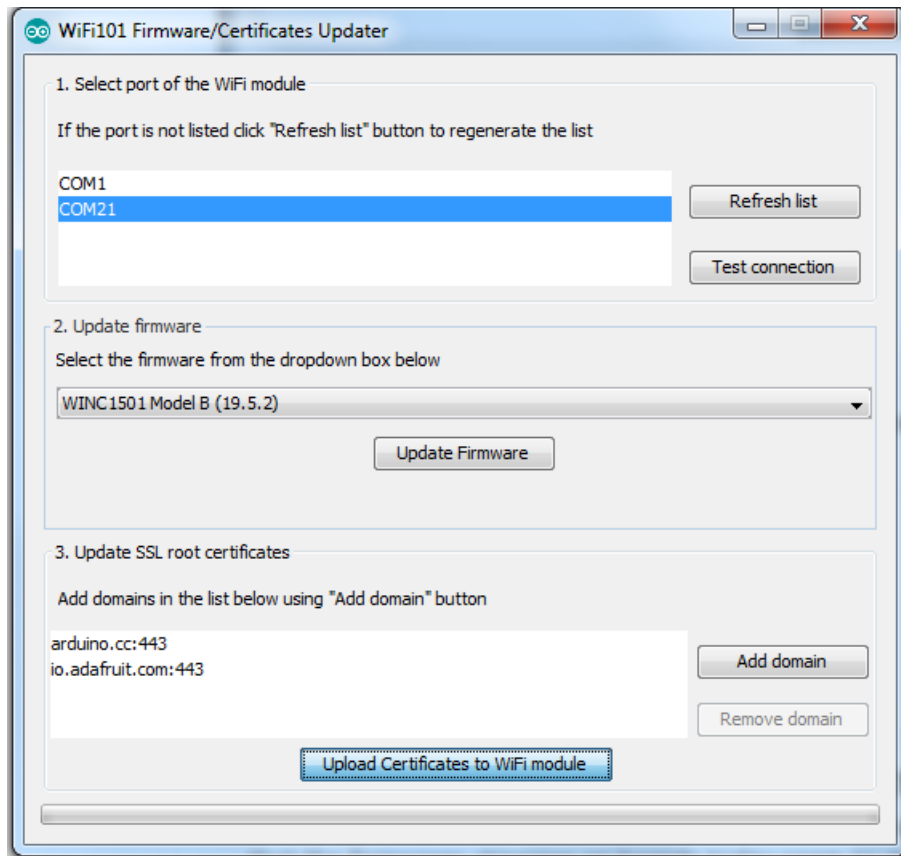 WiFi101 Firmware/Certificates Updater
1. Select port of the WiFi module
If the port is not listed click "Refresh list" button to regenerate the list
COM1
COM21
Refresh list
Test connection
2. Update firmware
Select the firmware from the dropdown box below
WINC1501 Model B (19.5.2)
Update Firmware
3. Update SSL root certificates
Add domains in the list below using "Add domain" button
arduino.cc:443
io.adafruit.com:443
Add domain
Remove domain
Upload Certificates to WiFi module